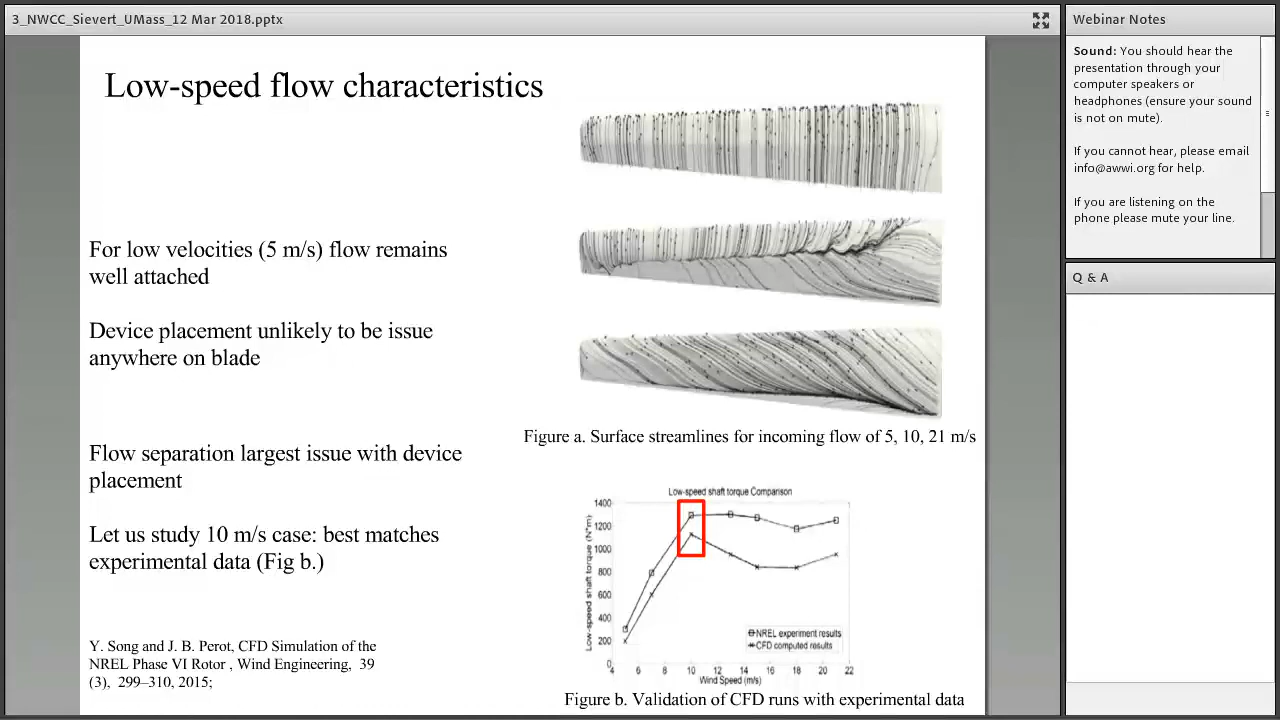 3_NWCC_Sievert_UMass_12 Mar 2018.pptx
Low-speed flow characteristics
For low velocities (5 m/s) flow remains
well attached
Device placement unlikely to be issue
anywhere on blade
Flow separation largest issue with device
placement
Let us study 10 m/s case: best matches
experimental data (Fig b.)
Y. Song and J. B. Perot, CFD Simulation of the
NREL Phase VI Rotor , Wind Engineering, 39
(3), 299–310, 2015;
Figure a. Surface streamlines for incoming flow of 5, 10, 21 m/s
Low-speed shaft torque Comparison
Low-speed shaft torque (N*m)
1400
1200
1000
800
600
400
200
0
4 6 8 10 12 14 16 18 20 22
Wind Speed (m/s)
NREL experiment results
CFD computed results
Figure b. Validation of CFD runs with experimental data
Webinar Notes
Sound: You should hear the
presentation through your
computer speakers or
headphones (ensure your sound
is not on mute).
If you cannot hear, please email
info@awwi.org for help.
If you are listening on the
phone please mute your line.
Q & A